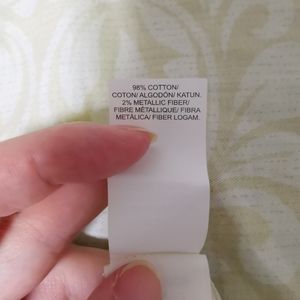 98% COTTON/
COTON/ ALGODÓN/ KATUN.
2% METALLIC FIBER/
FIBRE MÉTALLIQUE/ FIBRA
METÁLICA/ FIBER LOGAM.